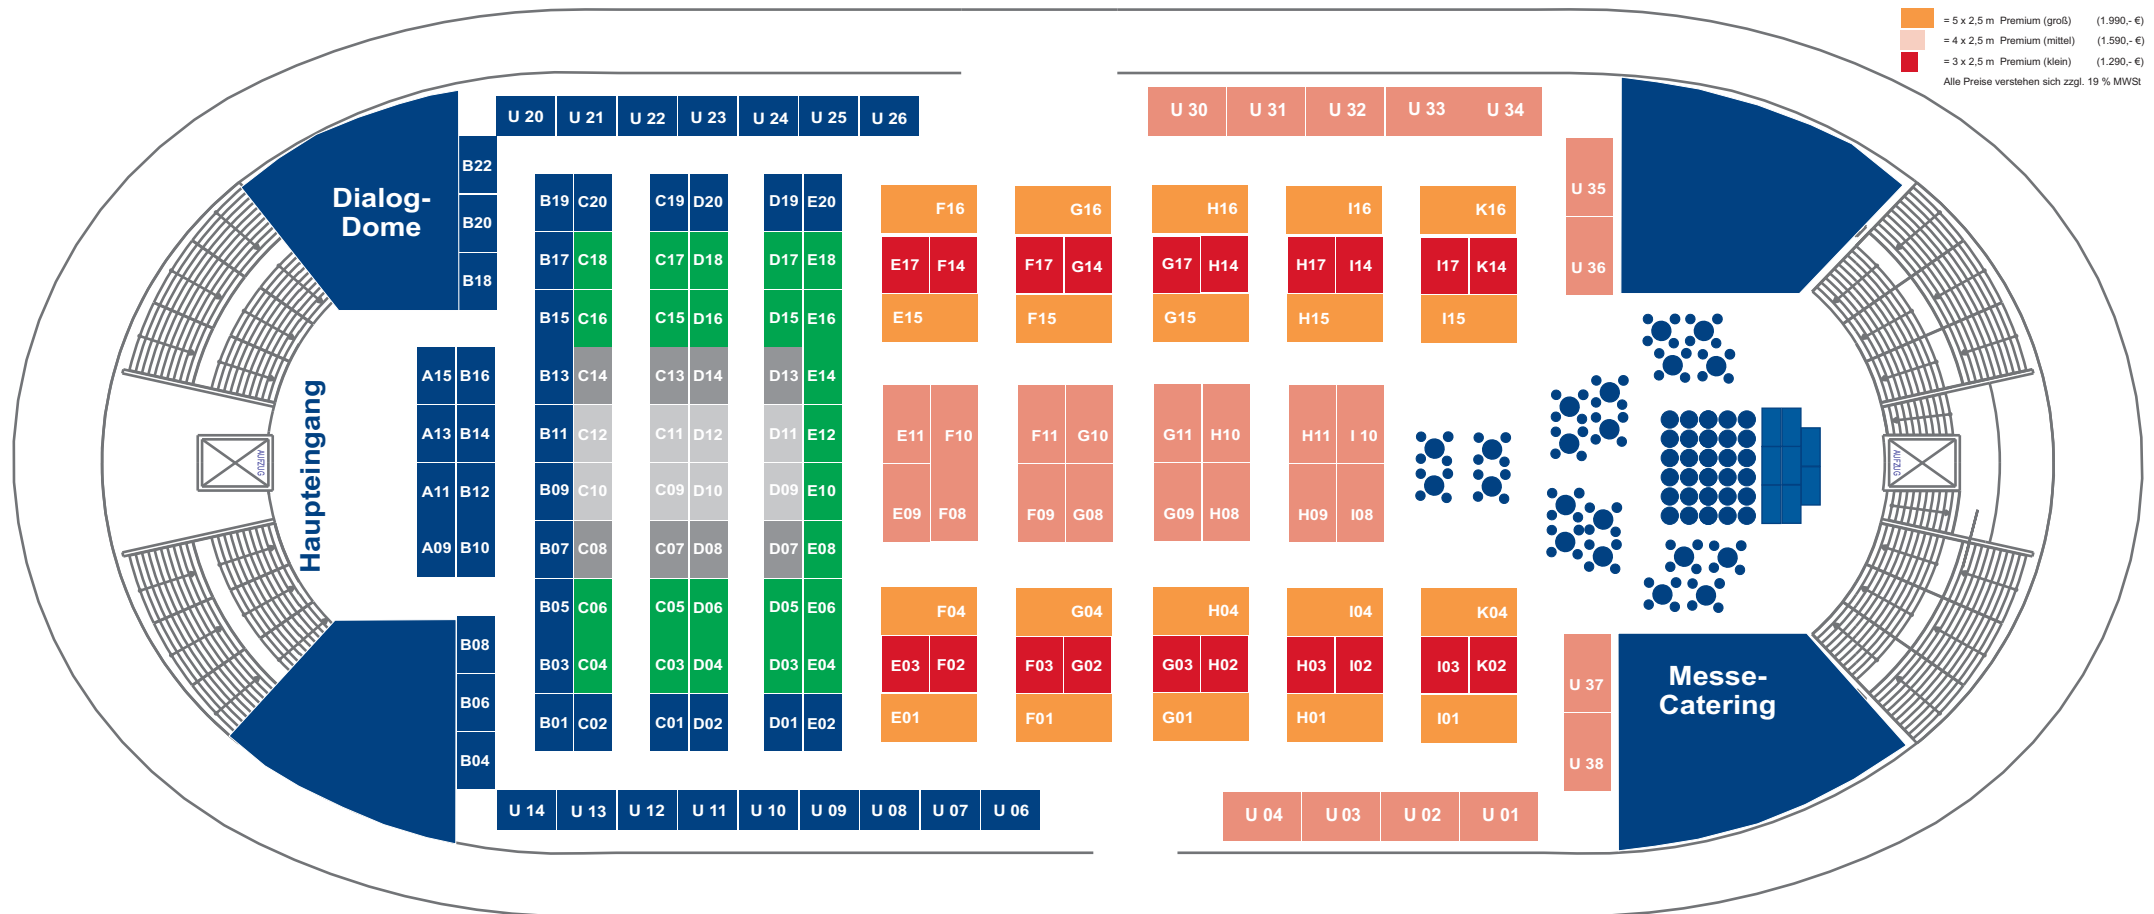 = 5 x 2,5 m Premium (groß) (1.990,- €)
= 4 x 2,5 m Premium (mittel) (1.590,- €)
= 3 x 2,5 m Premium (klein) (1.290,- €)
Alle Preise verstehen sich zzgl. 19 % MWSt
U 20 U 21 U 22 U 23 U 24 U 25 U 26
U 30 U 31 U 32 U 33 U 34
Dialog-
Dome
B22
B20
B18
U 35
U 36
B19 C20 C19 D20 D19 E20
B17 C18 C17 D18 D17 E18
B15 C16 C15 D16 D15 E16
B13 C14 C13 D14 D13 E14
B11 C12 C11 D12 D11 E12
B09 C10 C09 D10 D09 E10
B07 C08 C07 D08 D07 E08
B05 C06 C05 D06 D05 E06
B03 C04 C03 D04 D03 E04
B01 C02 C01 D02 D01 E02
F16 G16 H16 I16 K16
E17 F14 F17 G14 G17 H14 H17 I14 I17 K14
E15 F15 G15 H15 I15
A15 B16
A13 B14
A11 B12
A09 B10
Haupteingang
AUFZUG
E11 F10 F11 G10 G11 H10 H11 I 10
E09 F08 F09 G08 G09 H08 H09 I08
AUFZUG
F04 G04 H04 I04 K04
E03 F02 F03 G02 G03 H02 H03 I02 I03 K02
E01 F01 G01 H01 I01
B08
B06
B04
U 37
U 38
Messe-
Catering
U 14 U 13 U 12 U 11 U 10 U 09 U 08 U 07 U 06
U 04 U 03 U 02 U 01